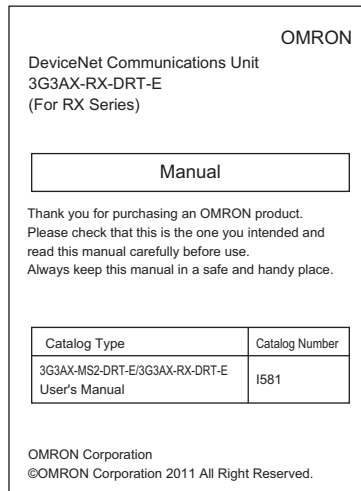 OMRON
DeviceNet Communications Unit
3G3AX-RX-DRT-E
(For RX Series)
Manual
Thank you for purchasing an OMRON product.
Please check that this is the one you intended and
read this manual carefully before use.
Always keep this manual in a safe and handy place.
Catalog Type Catalog Number
3G3AX-MS2-DRT-E/3G3AX-RX-DRT-E
User's Manual
I581
OMRON Corporation
©OMRON Corporation 2011 All Right Reserved.